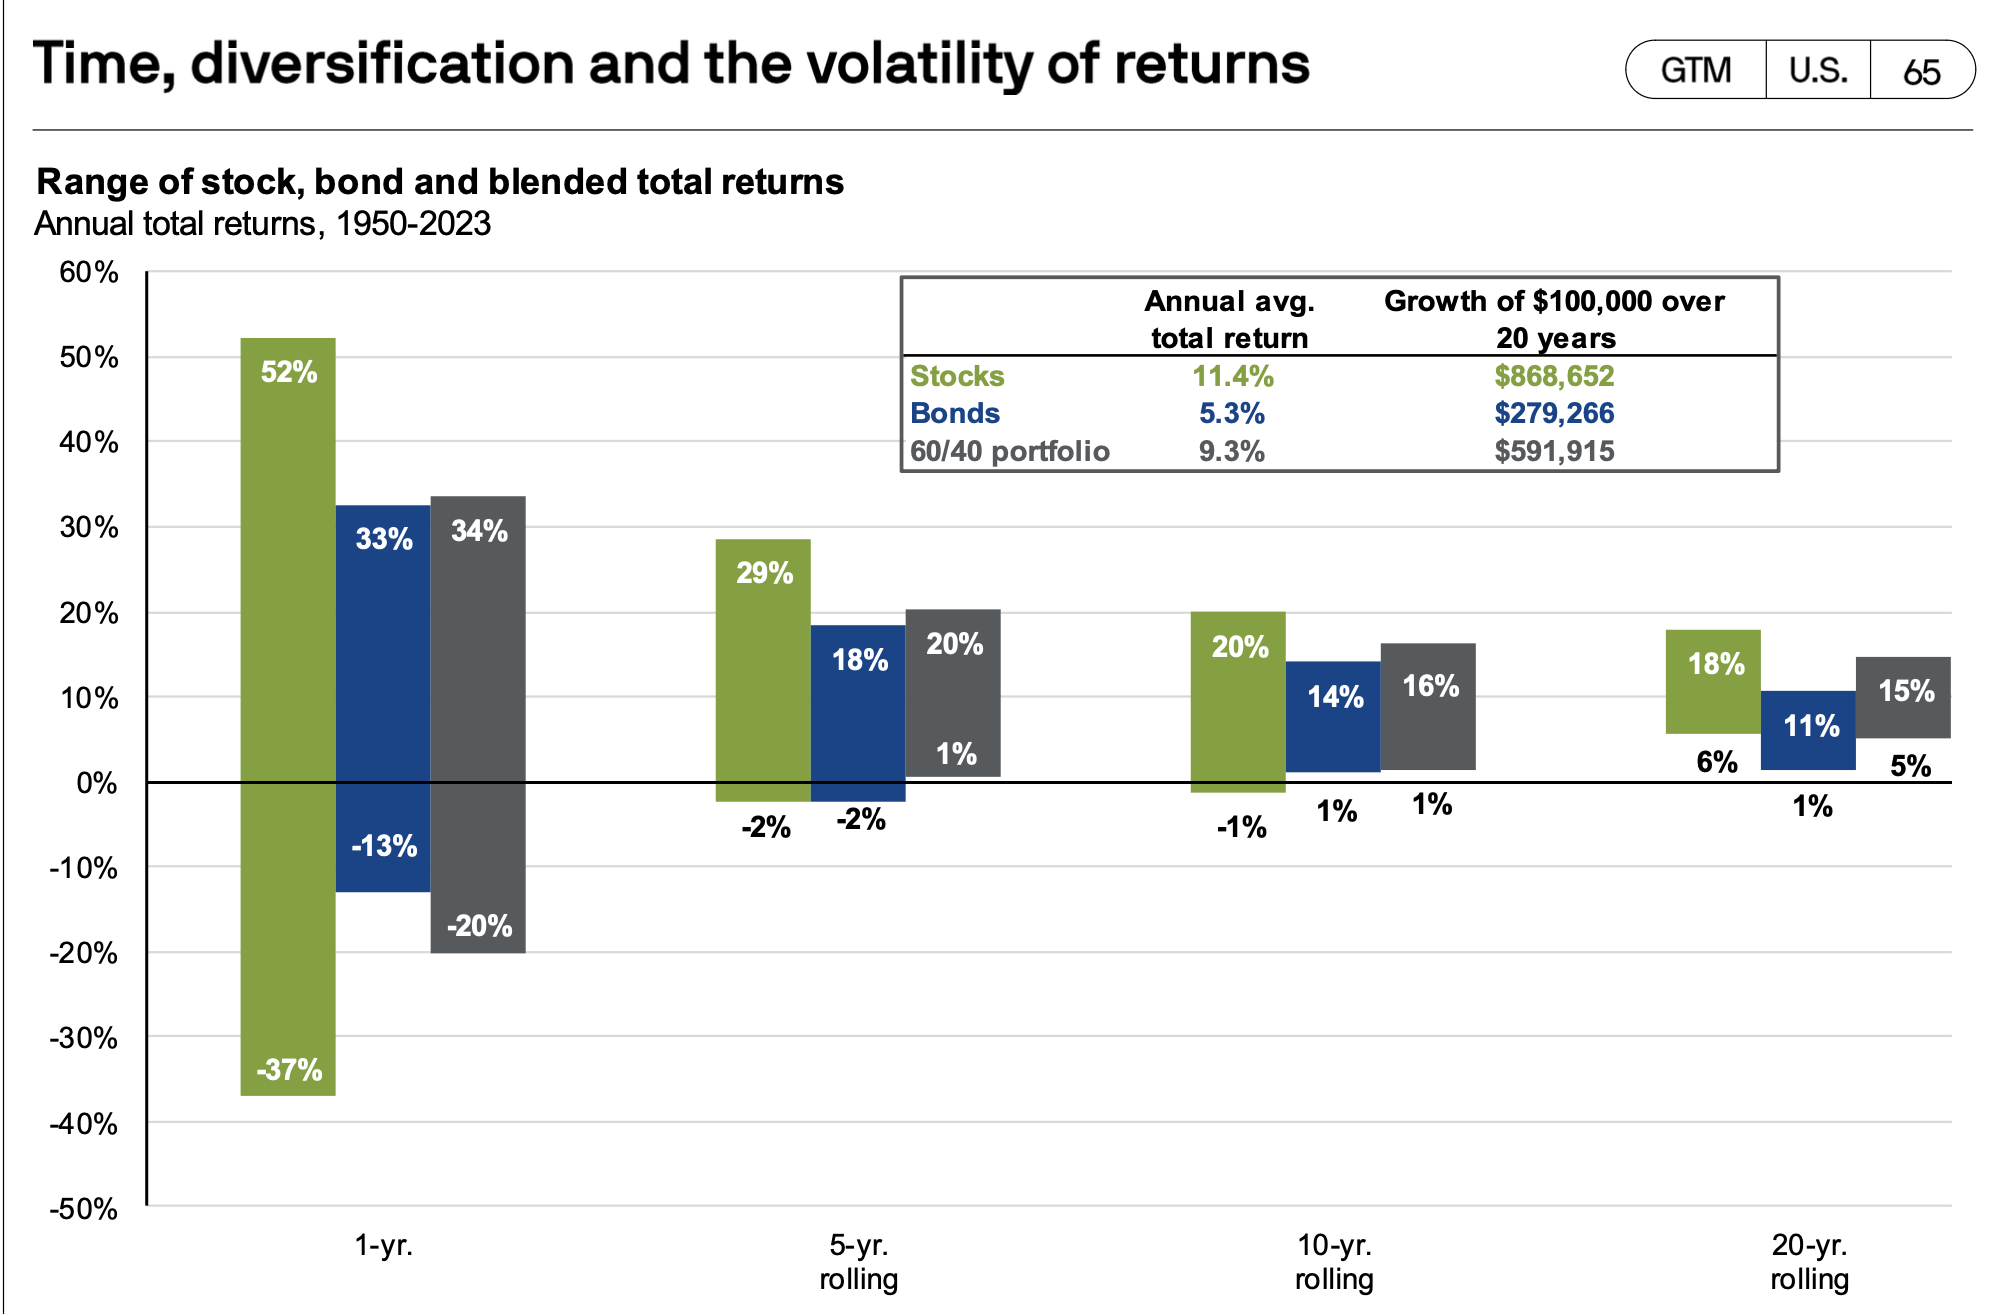 Time, diversification and the volatility of returns
GTM U.S. 65
Range of stock, bond and blended total returns
Annual total returns, 1950-2023
60%
50%
40%
30%
20%
10%
0%
-10%
-20%
-30%
-40%
-50%
Annual avg. Growth of $100,000 over
total return 20 years
Stocks 11.4% $868,652
Bonds 5.3% $279,266
60/40 portfolio 9.3% $591,915
52%
33%
34%
-13%
-20%
-37%
29%
18%
20%
1%
-2%
-2%
20%
14%
16%
-1%
1%
1%
18%
11%
15%
6%
1%
5%
1-yr.
5-yr.
rolling
10-yr.
rolling
20-yr.
rolling